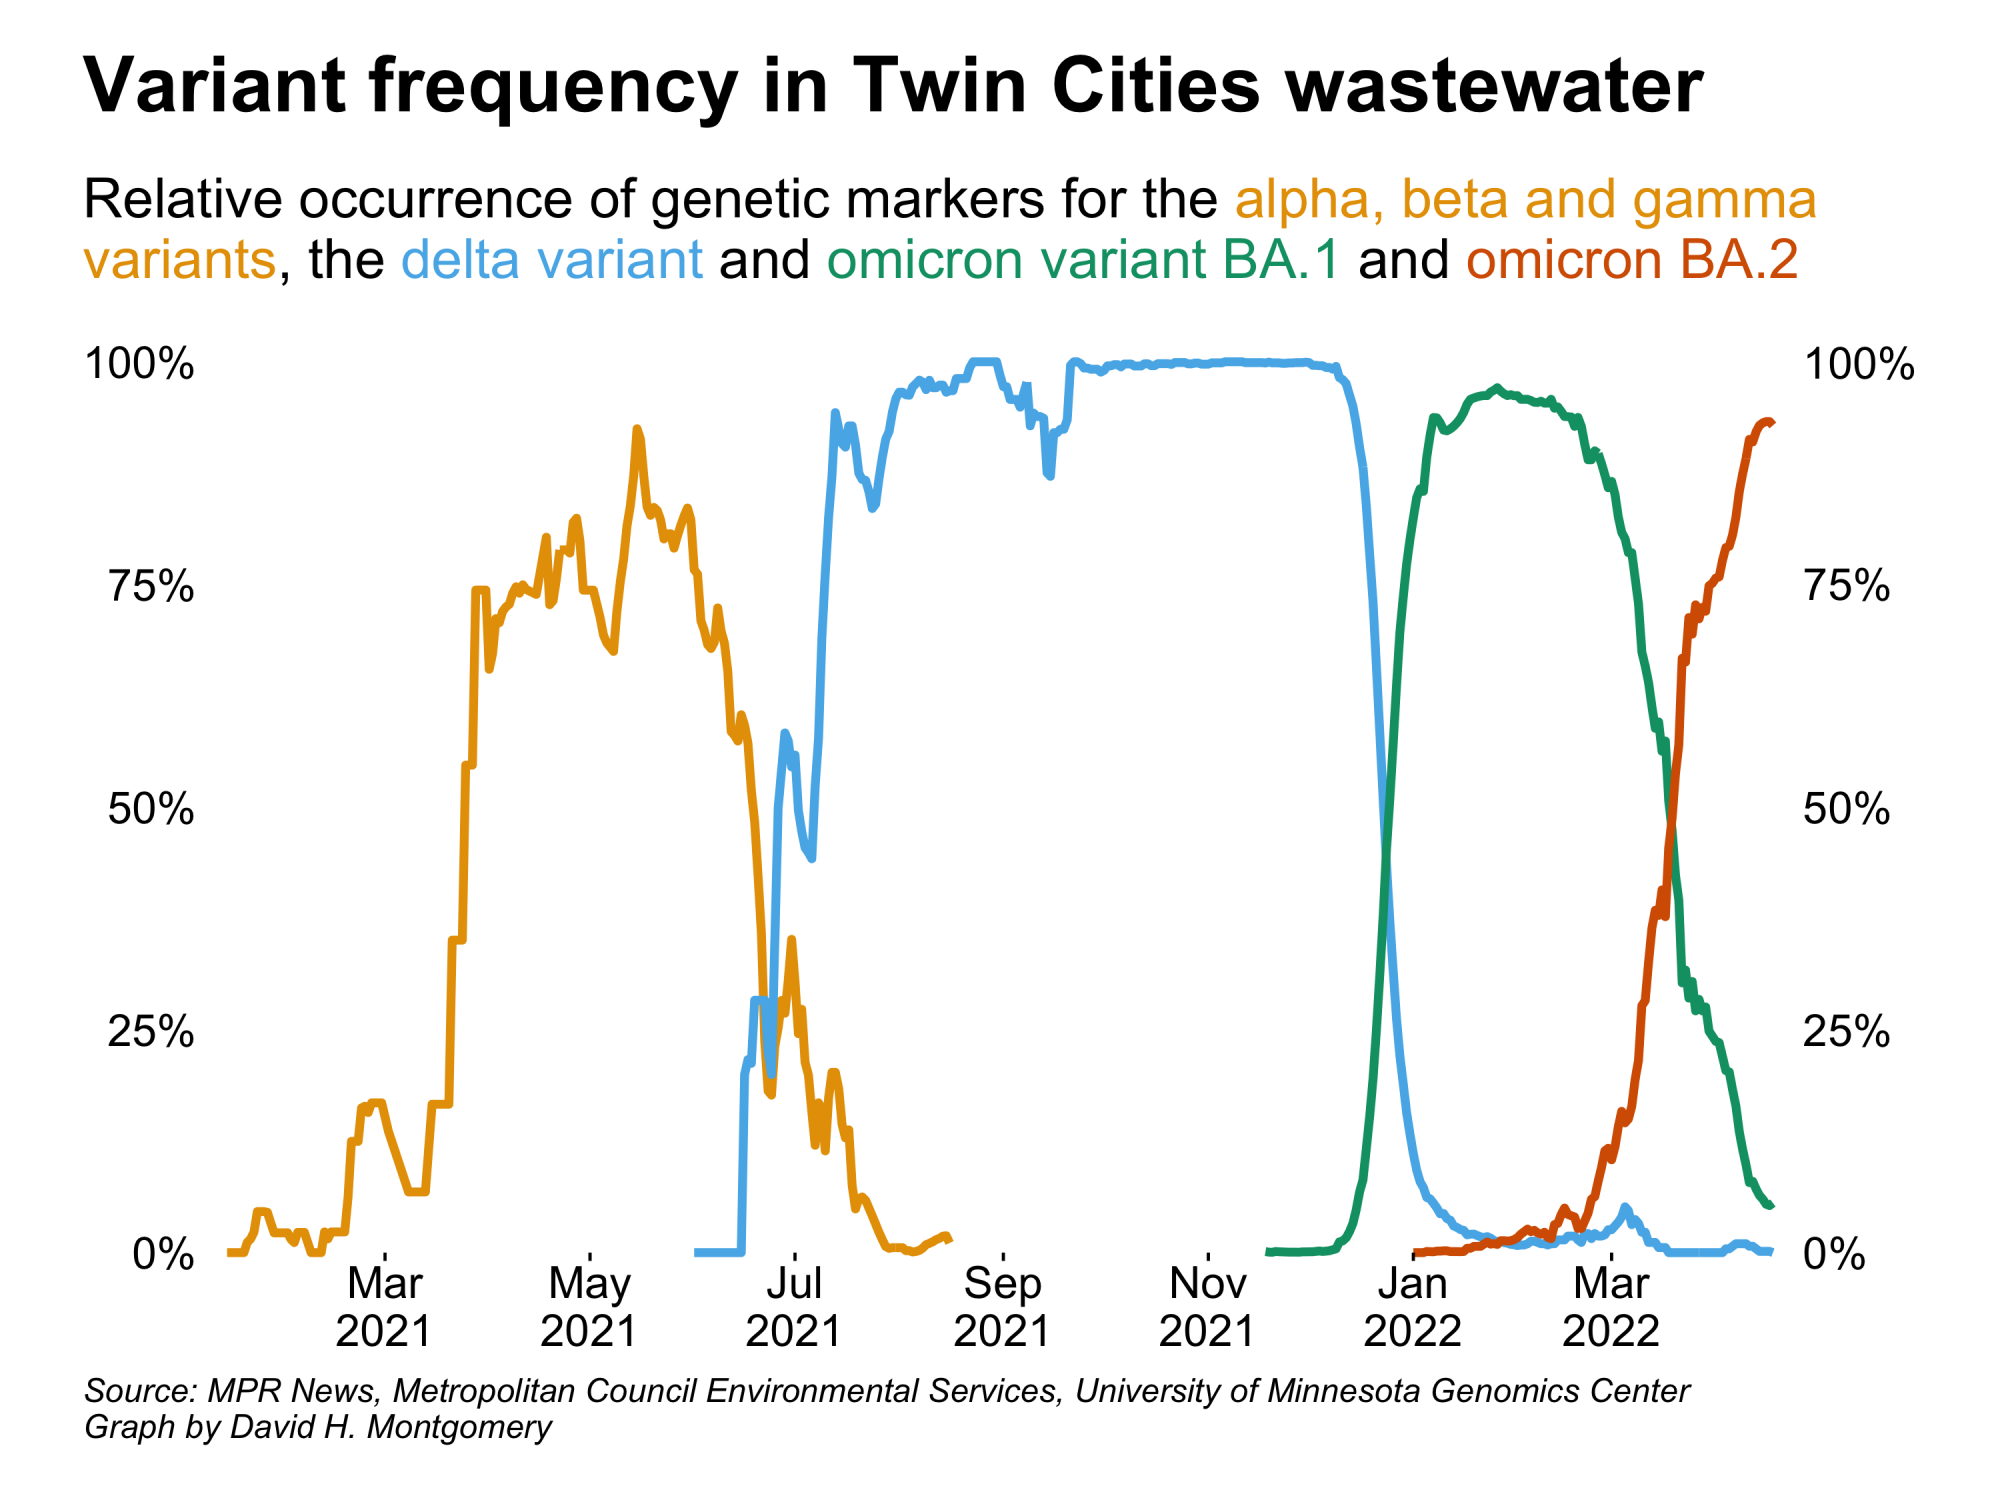 Variant frequency in Twin Cities wastewater
Relative occurrence of genetic markers for the alpha, beta and gamma
variants, the delta variant and omicron variant BA.1 and omicron BA.2
100% 100%
75% 75%
50% 50%
25% 25%
0% 0%
Mar May Jul Sep Nov Jan Mar
2021 2021 2021 2021 2021 2022 2022
Source: MPR News, Metropolitan Council Environmental Services, University of Minnesota Genomics Center
Graph by David H. Montgomery